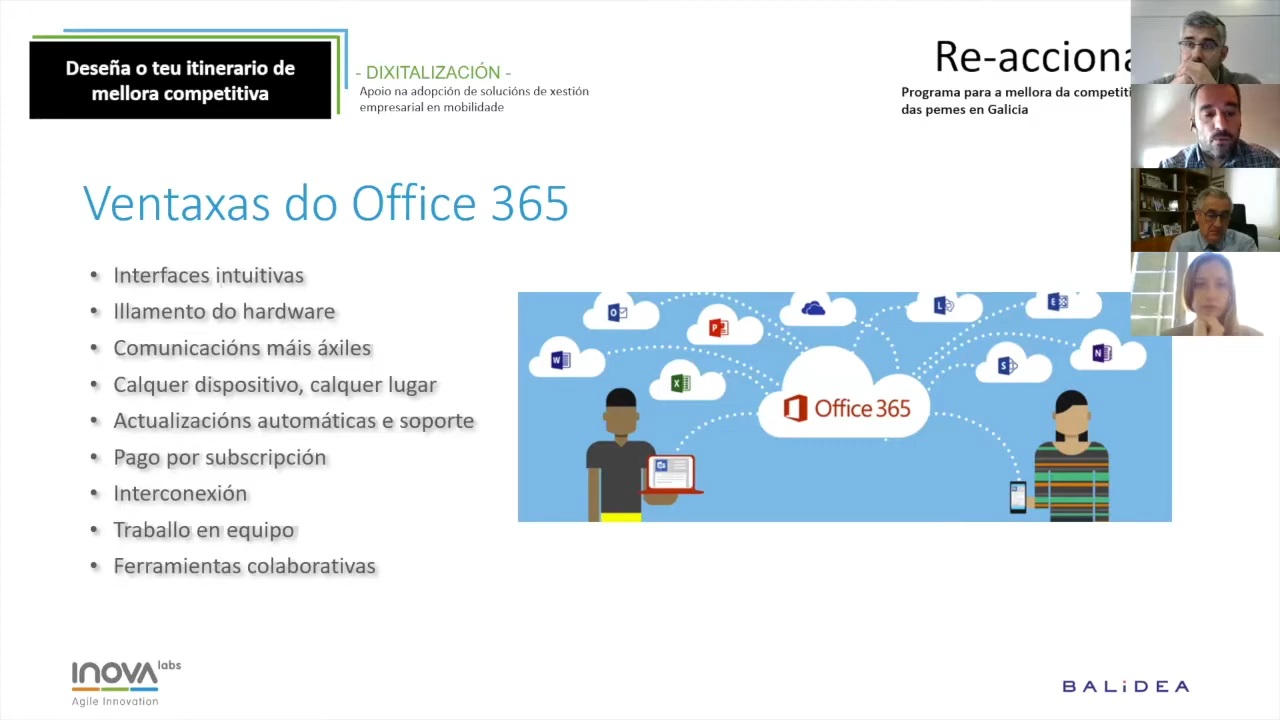 Deseña o teu itinerario de
mellora competitiva
- DIXITALIZACIÓN -
Apoio na adopción de solucións de xestión
empresarial en mobilidade
Re-acciona
Programa para a mellora da competiti
das pemes en Galicia
Ventaxas do Office 365
• Interfaces intuitivas
• Illamento do hardware
• Comunicacións máis áxiles
• Calquer dispositivo, calquer lugar
• Actualizacións automáticas e soporte
• Pago por subscripción
• Interconexión
• Traballo en equipo
• Ferramientas colaborativas
O
P
L
E
W
X
S
N
Office 365
INOVA labs
Agile Innovation
BALiDEA